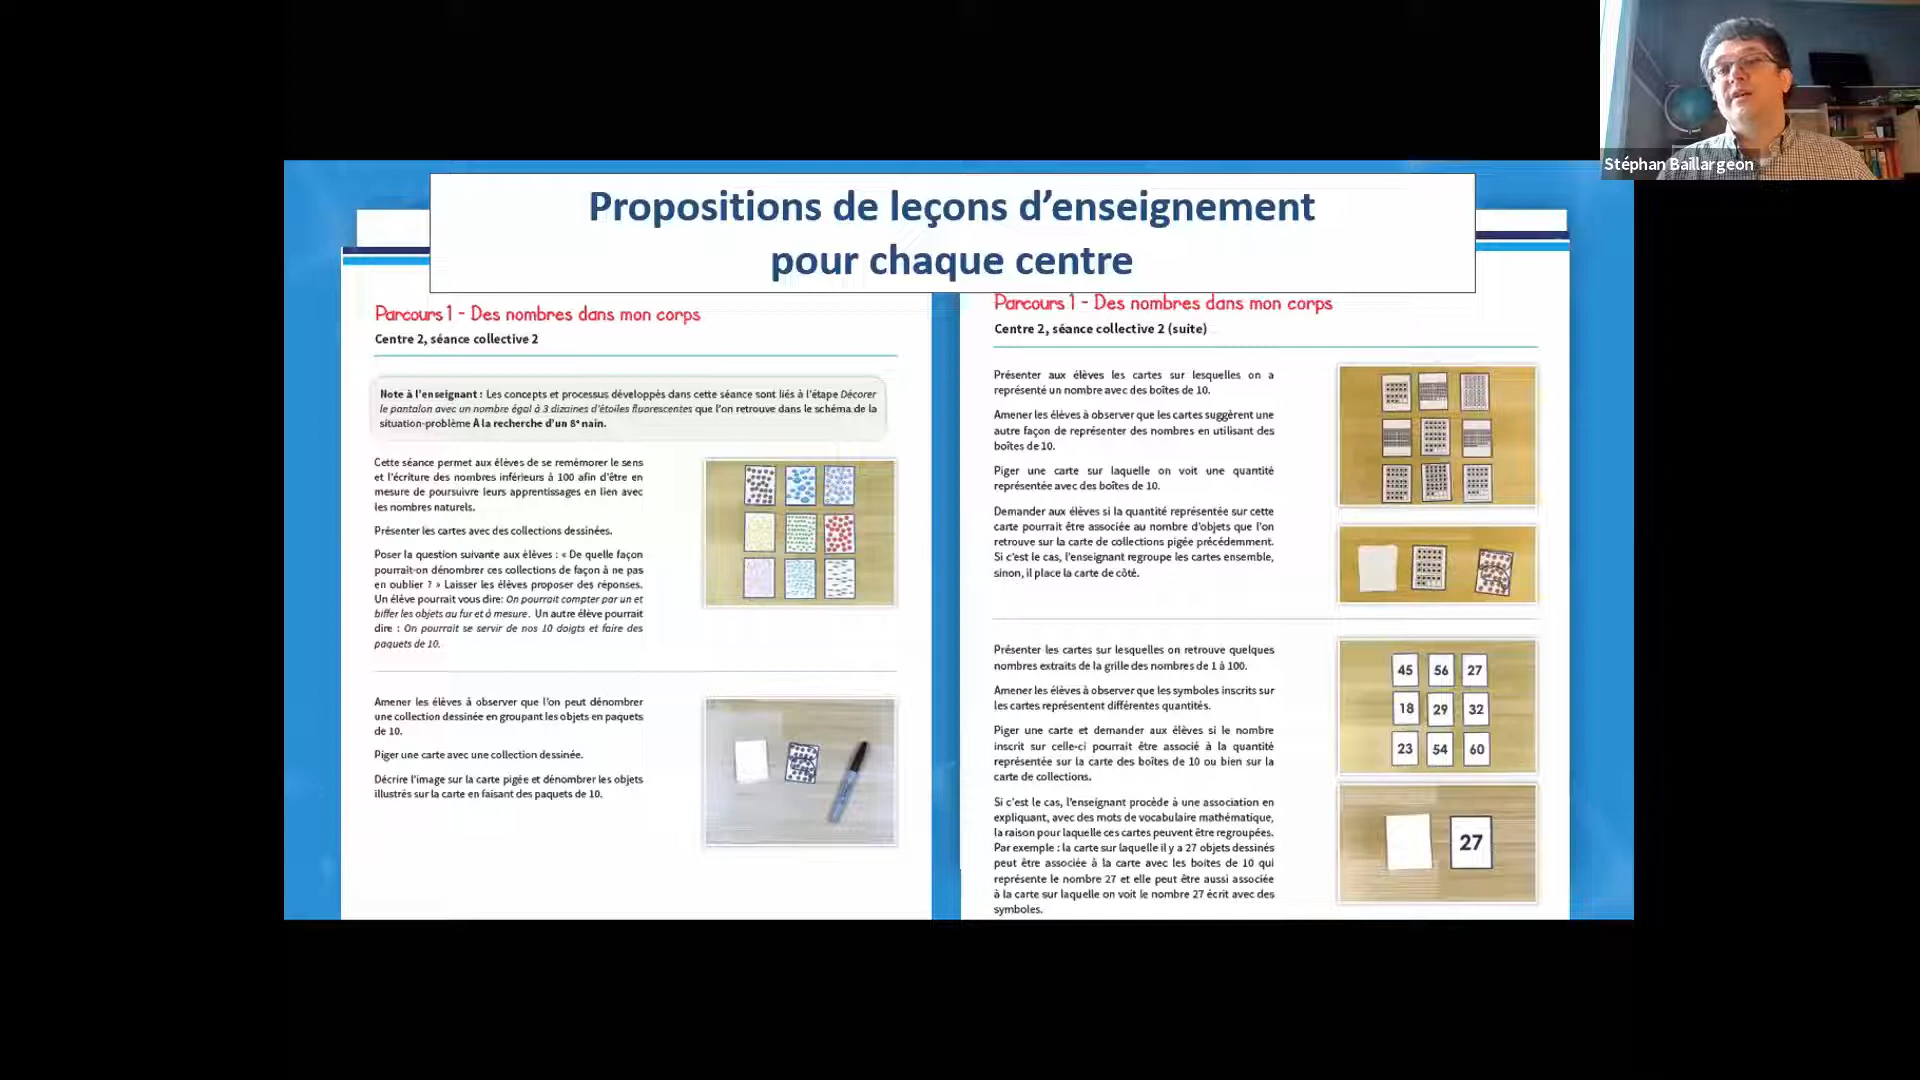 Propositions de leçons d'enseignement
pour chaque centre
Parcours 1 - Des nombres dans mon corps
Centre 2, séance collective 2
Note à l'enseignant : Les concepts et processus développés dans cette séance sont liés à l'étape Décorer
le pantalon avec un nombre égal à 3 dizaines d'étoiles fluorescentes que l'on retrouve dans le schéma de la
situation-problème À la recherche d'un 8e nain.
Cette séance permet aux élèves de se remémorer le sens
et l'écriture des nombres inférieurs à 100 afin d'être en
mesure de poursuivre leurs apprentissages en lien avec
les nombres naturels.
Présenter les cartes avec des collections dessinées.
Poser la question suivante aux élèves : « De quelle façon
pourrait-on dénombrer ces collections de façon à ne pas
en oublier ? » Laisser les élèves proposer des réponses.
Un élève pourrait vous dire: On pourrait compter par un et
biffer les objets au fur et à mesure. Un autre élève pourrait
dire : On pourrait se servir de nos 10 doigts et faire des
paquets de 10.
Amener les élèves à observer que l'on peut dénombrer
une collection dessinée en groupant les objets en paquets
de 10.
Piger une carte avec une collection dessinée.
Décrire l'image sur la carte pigée et dénombrer les objets
illustrés sur la carte en faisant des paquets de 10.
Parcours 1 - Des nombres dans mon corps
Centre 2, séance collective 2 (suite)
Présenter aux élèves les cartes sur lesquelles on a
représenté un nombre avec des boîtes de 10.
Amener les élèves à observer que les cartes suggèrent une
autre façon de représenter des nombres en utilisant des
boîtes de 10.
Piger une carte sur laquelle on voit une quantité
représentée avec des boîtes de 10.
Demander aux élèves si la quantité représentée sur cette
carte pourrait être associée au nombre d'objets que l'on
retrouve sur la carte de collections pigée précédemment.
Si c'est le cas, l'enseignant regroupe les cartes ensemble,
sinon, il place la carte de côté.
Présenter les cartes sur lesquelles on retrouve quelques
nombres extraits de la grille des nombres de 1 à 100.
Amener les élèves à observer que les symboles inscrits sur
les cartes représentent différentes quantités.
Piger une carte et demander aux élèves si le nombre
inscrit sur celle-ci pourrait être associé à la quantité
représentée sur la carte des boîtes de 10 ou bien sur la
carte de collections.
Si c'est le cas, l'enseignant procède à une association en
expliquant, avec des mots de vocabulaire mathématique,
la raison pour laquelle ces cartes peuvent être regroupées.
Par exemple : la carte sur laquelle il y a 27 objets dessinés
peut être associée à la carte avec les boites de 10 qui
représente le nombre 27 et elle peut être aussi associée
à la carte sur laquelle on voit le nombre 27 écrit avec des
symboles.
45 56 27
18 29 32
23 54 60
27
Stéphan Baillargeon